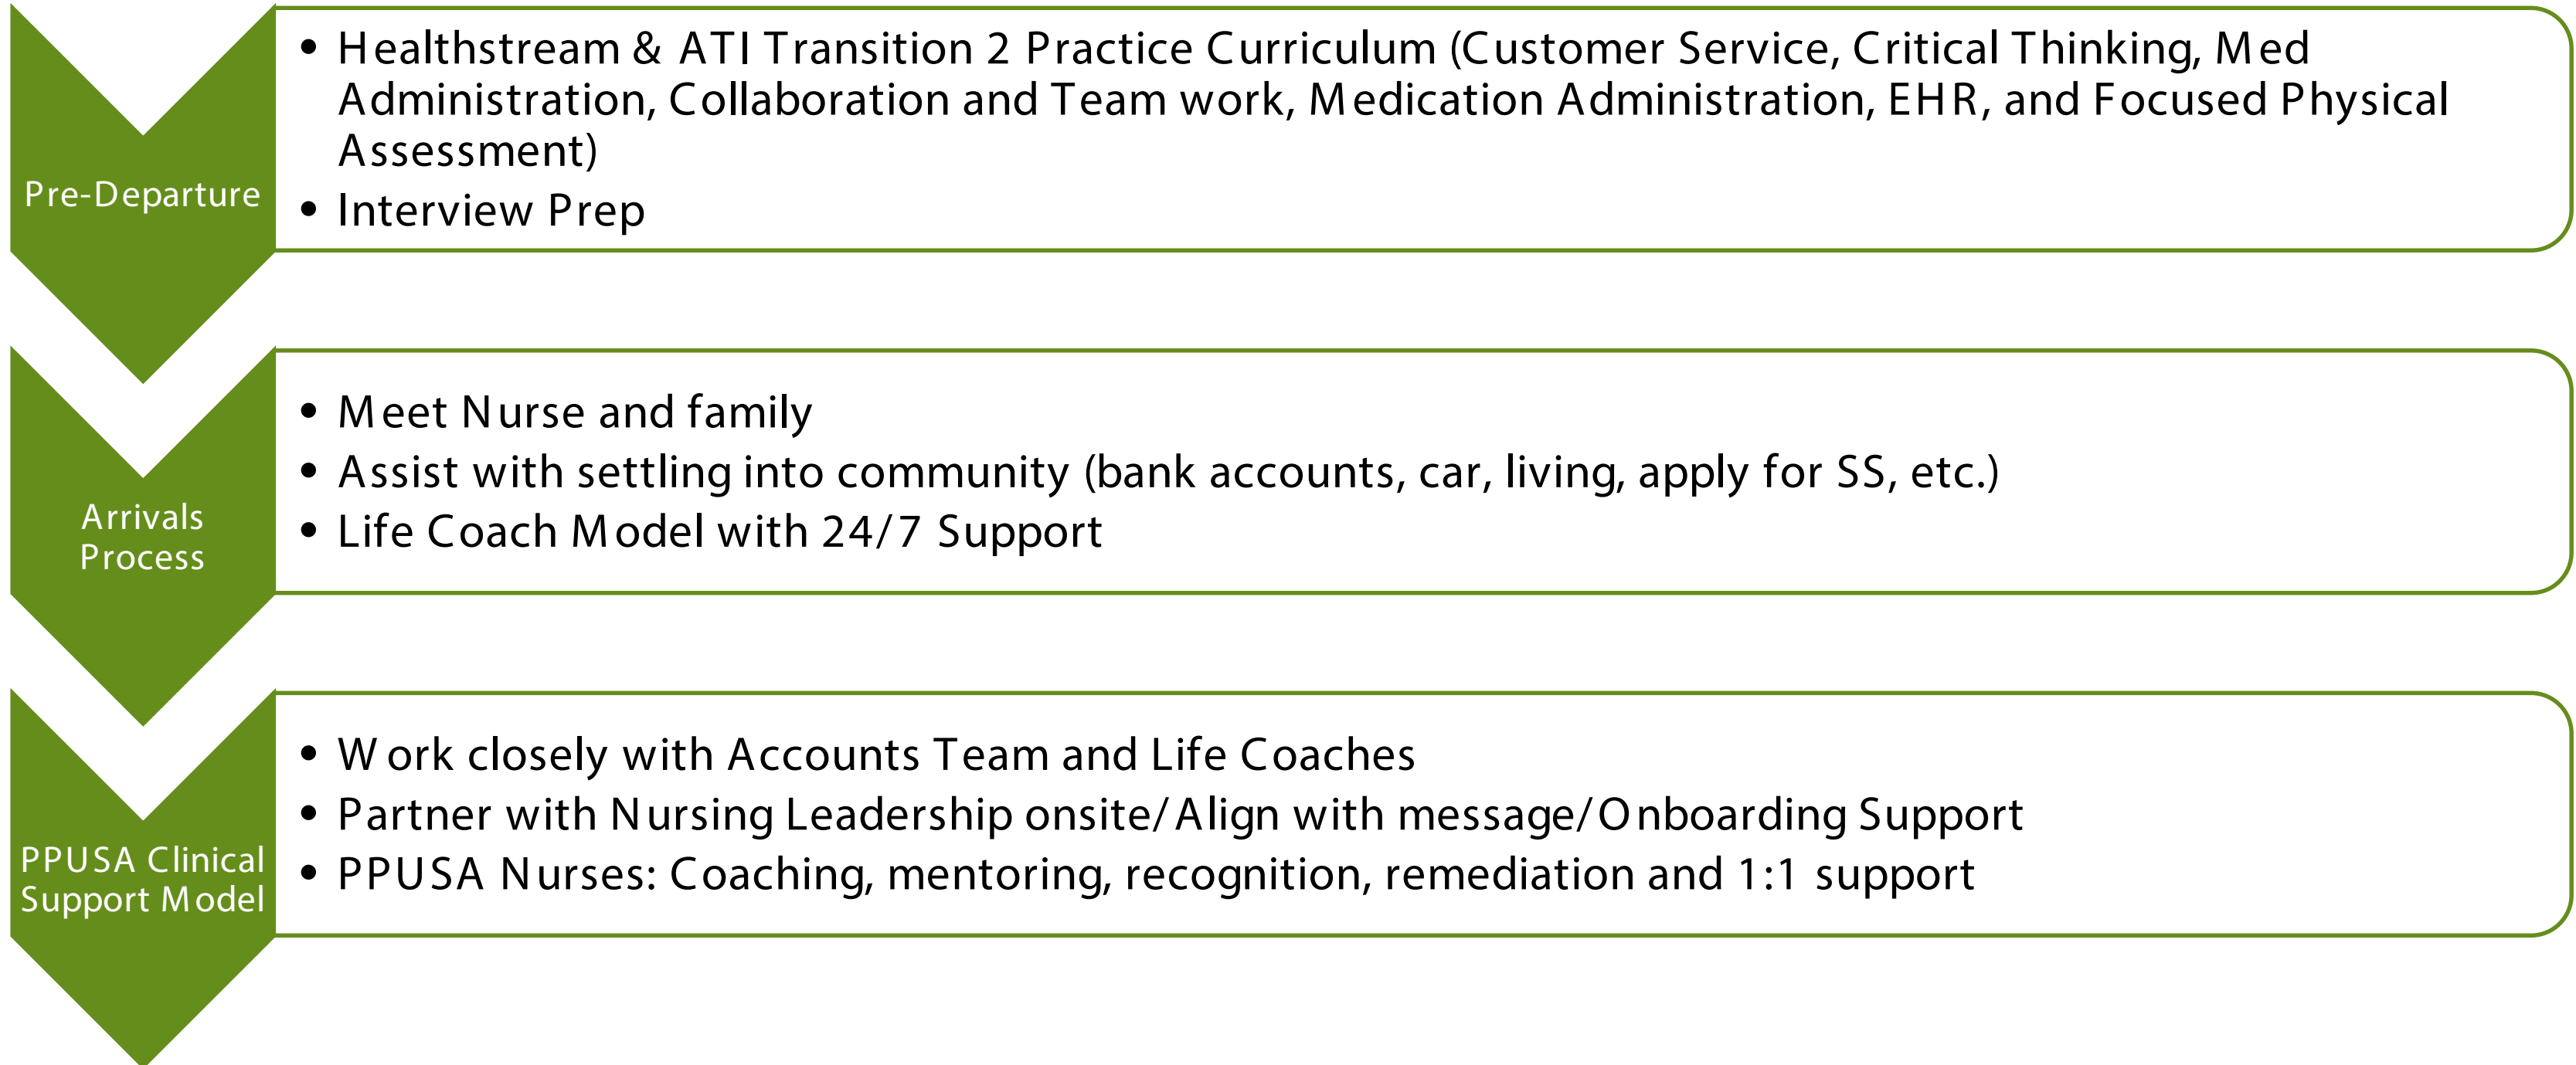 Pre-Departure
• Healthstream & ATI Transition 2 Practice Curriculum (Customer Service, Critical Thinking, Med
Administration, Collaboration and Team work, Medication Administration, EHR, and Focused Physical
Assessment)
• Interview Prep
Arrivals
Process
• Meet Nurse and family
• Assist with settling into community (bank accounts, car, living, apply for SS, etc.)
• Life Coach Model with 24/7 Support
PPUSA Clinical
Support Model
• Work closely with Accounts Team and Life Coaches
• Partner with Nursing Leadership onsite/Align with message/Onboarding Support
• PPUSA Nurses: Coaching, mentoring, recognition, remediation and 1:1 support